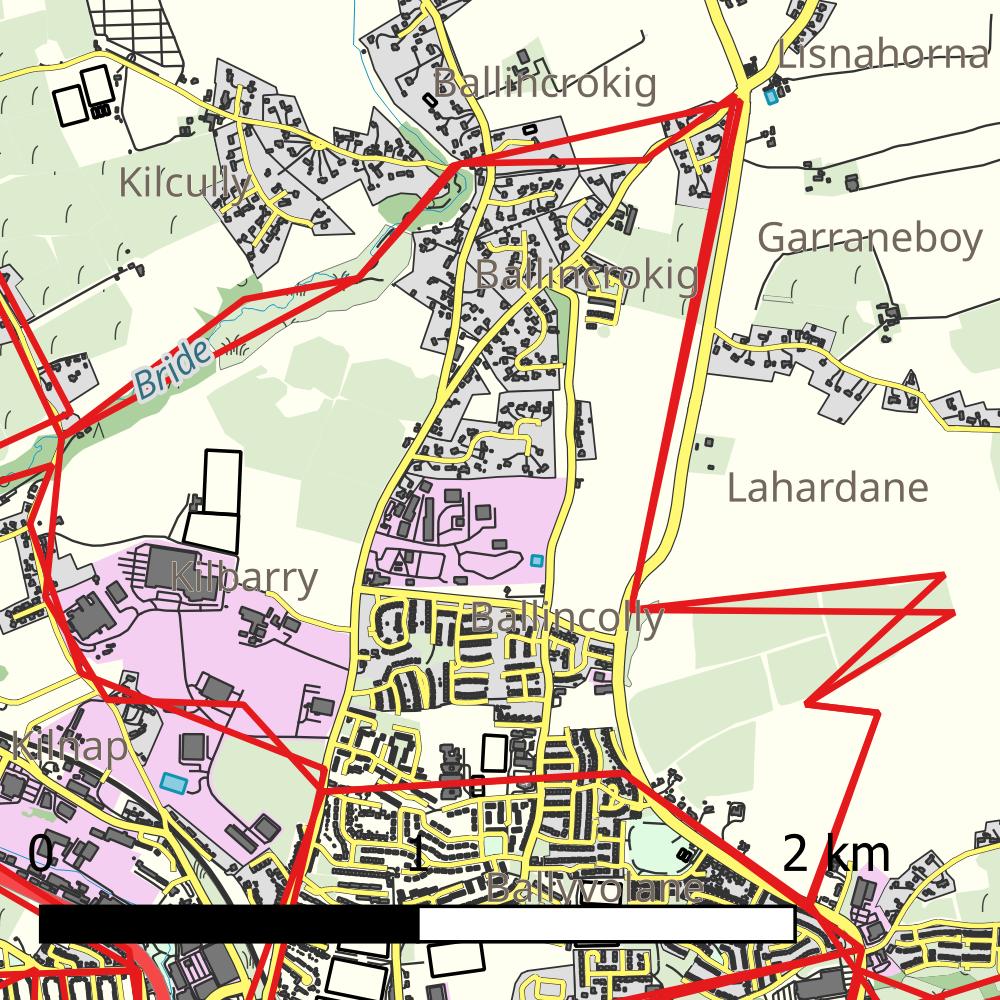 Lisnahorna
Ballincrokig
Kilcully
Garraneboy
Ballincrokig
Bride
Lahardane
Kilbarry
Ballincolly
Kilnap
0 1 2 km
Ballyvolane